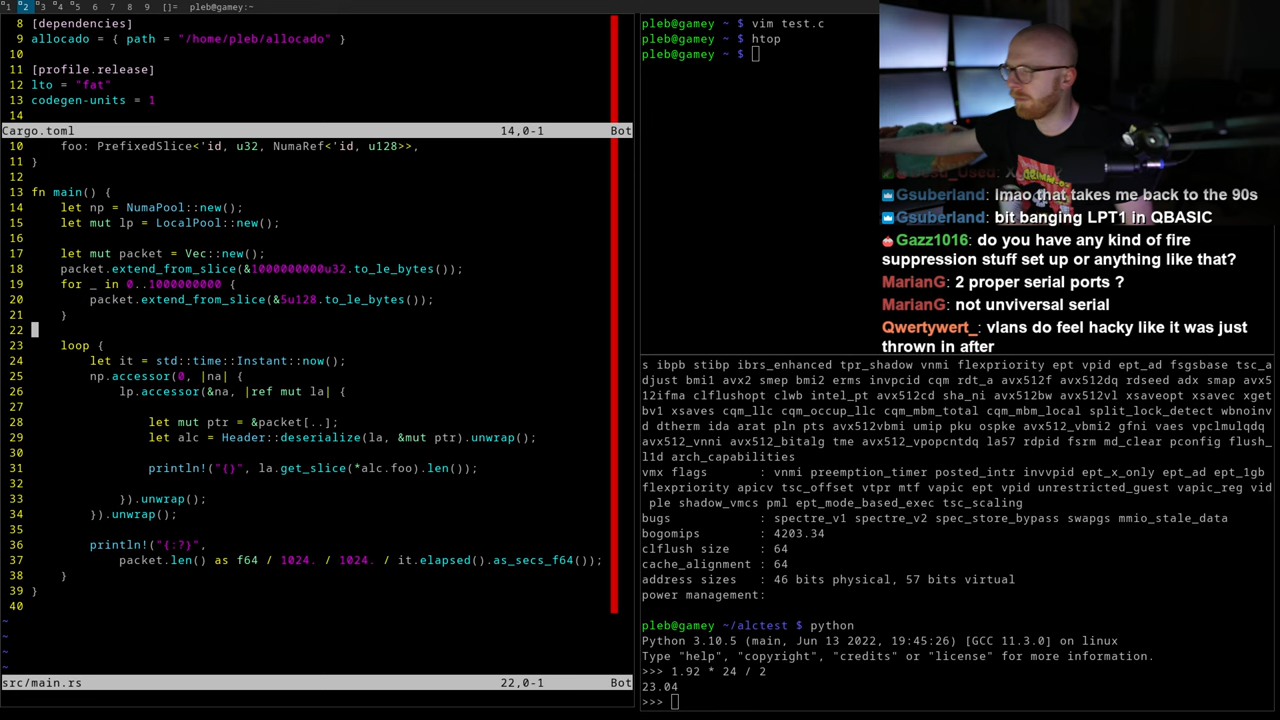 1 2 3 4 5 6 7 8 9 []= pleb@gamey:~
8 [dependencies]
9 allocado = { path = "/home/pleb/allocado" }
10
11 [profile.release]
12 lto = "fat"
13 codegen-units = 1
14
Cargo.toml 14,0-1 Bot
10 foo: PrefixedSlice<'id, u32, NumaRef<'id, u128>>,
11 }
12
13 fn main() {
14 let np = NumaPool::new();
15 let mut lp = LocalPool::new();
16
17 let mut packet = Vec::new();
18 packet.extend_from_slice(&1000000000u32.to_le_bytes());
19 for _ in 0..1000000000 {
20 packet.extend_from_slice(&5u128.to_le_bytes());
21 }
22
23 loop {
24 let it = std::time::Instant::now();
25 np.accessor(0, |na| {
26 lp.accessor(&na, |ref mut la| {
27
28 let mut ptr = &packet[..];
29 let alc = Header::deserialize(la, &mut ptr).unwrap();
30
31 println!("{}", la.get_slice(*alc.foo).len());
32
33 }).unwrap();
34 }).unwrap();
35
36 println!("{:?}",
37 packet.len() as f64 / 1024. / 1024. / it.elapsed().as_secs_f64());
38 }
39 }
40
~
~
~
~
src/main.rs 22,0-1 Bot
pleb@gamey ~ $ vim test.c
pleb@gamey ~ $ htop
pleb@gamey ~ $
Gsuberland: lmao that takes me back to the 90s
Gsuberland: bit banging LPT1 in QBASIC
Gazz1016: do you have any kind of fire
suppression stuff set up or anything like that?
MarianG: 2 proper serial ports ?
MarianG: not unviversal serial
Qwertywert_: vlans do feel hacky like it was just
thrown in after
s ibpb stibp ibrs_enhanced tpr_shadow vnmi flexpriority ept vpid ept_ad fsgsbase tsc_a
djust bmi1 avx2 smep bmi2 erms invpcid cqm rdt_a avx512f avx512dq rdseed adx smap avx5
12ifma clflushopt clwb intel_pt avx512cd sha_ni avx512bw avx512vl xsaveopt xsavec xget
bv1 xsaves cqm_llc cqm_occup_llc cqm_mbm_total cqm_mbm_local split_lock_detect wbnoinv
d dtherm ida arat pln pts avx512vbmi umip pku ospke avx512_vbmi2 gfni vaes vpclmulqdq
avx512_vnni avx512_bitalg tme avx512_vpopcntdq la57 rdpid fsrm md_clear pconfig flush_
l1d arch_capabilities
vmx flags : vnmi preemption_timer posted_intr invvpid ept_x_only ept_ad ept_1gb
flexpriority apicv tsc_offset vtpr mtf vapic ept vpid unrestricted_guest vapic_reg vid
ple shadow_vmcs pml ept_mode_based_exec tsc_scaling
bugs : spectre_v1 spectre_v2 spec_store_bypass swapgs mmio_stale_data
bogomips : 4203.34
clflush size : 64
cache_alignment : 64
address sizes : 46 bits physical, 57 bits virtual
power management:
pleb@gamey ~/alctest $ python
Python 3.10.5 (main, Jun 13 2022, 19:45:26) [GCC 11.3.0] on linux
Type "help", "copyright", "credits" or "license" for more information.
>>> 1.92 * 24 / 2
23.04
>>>